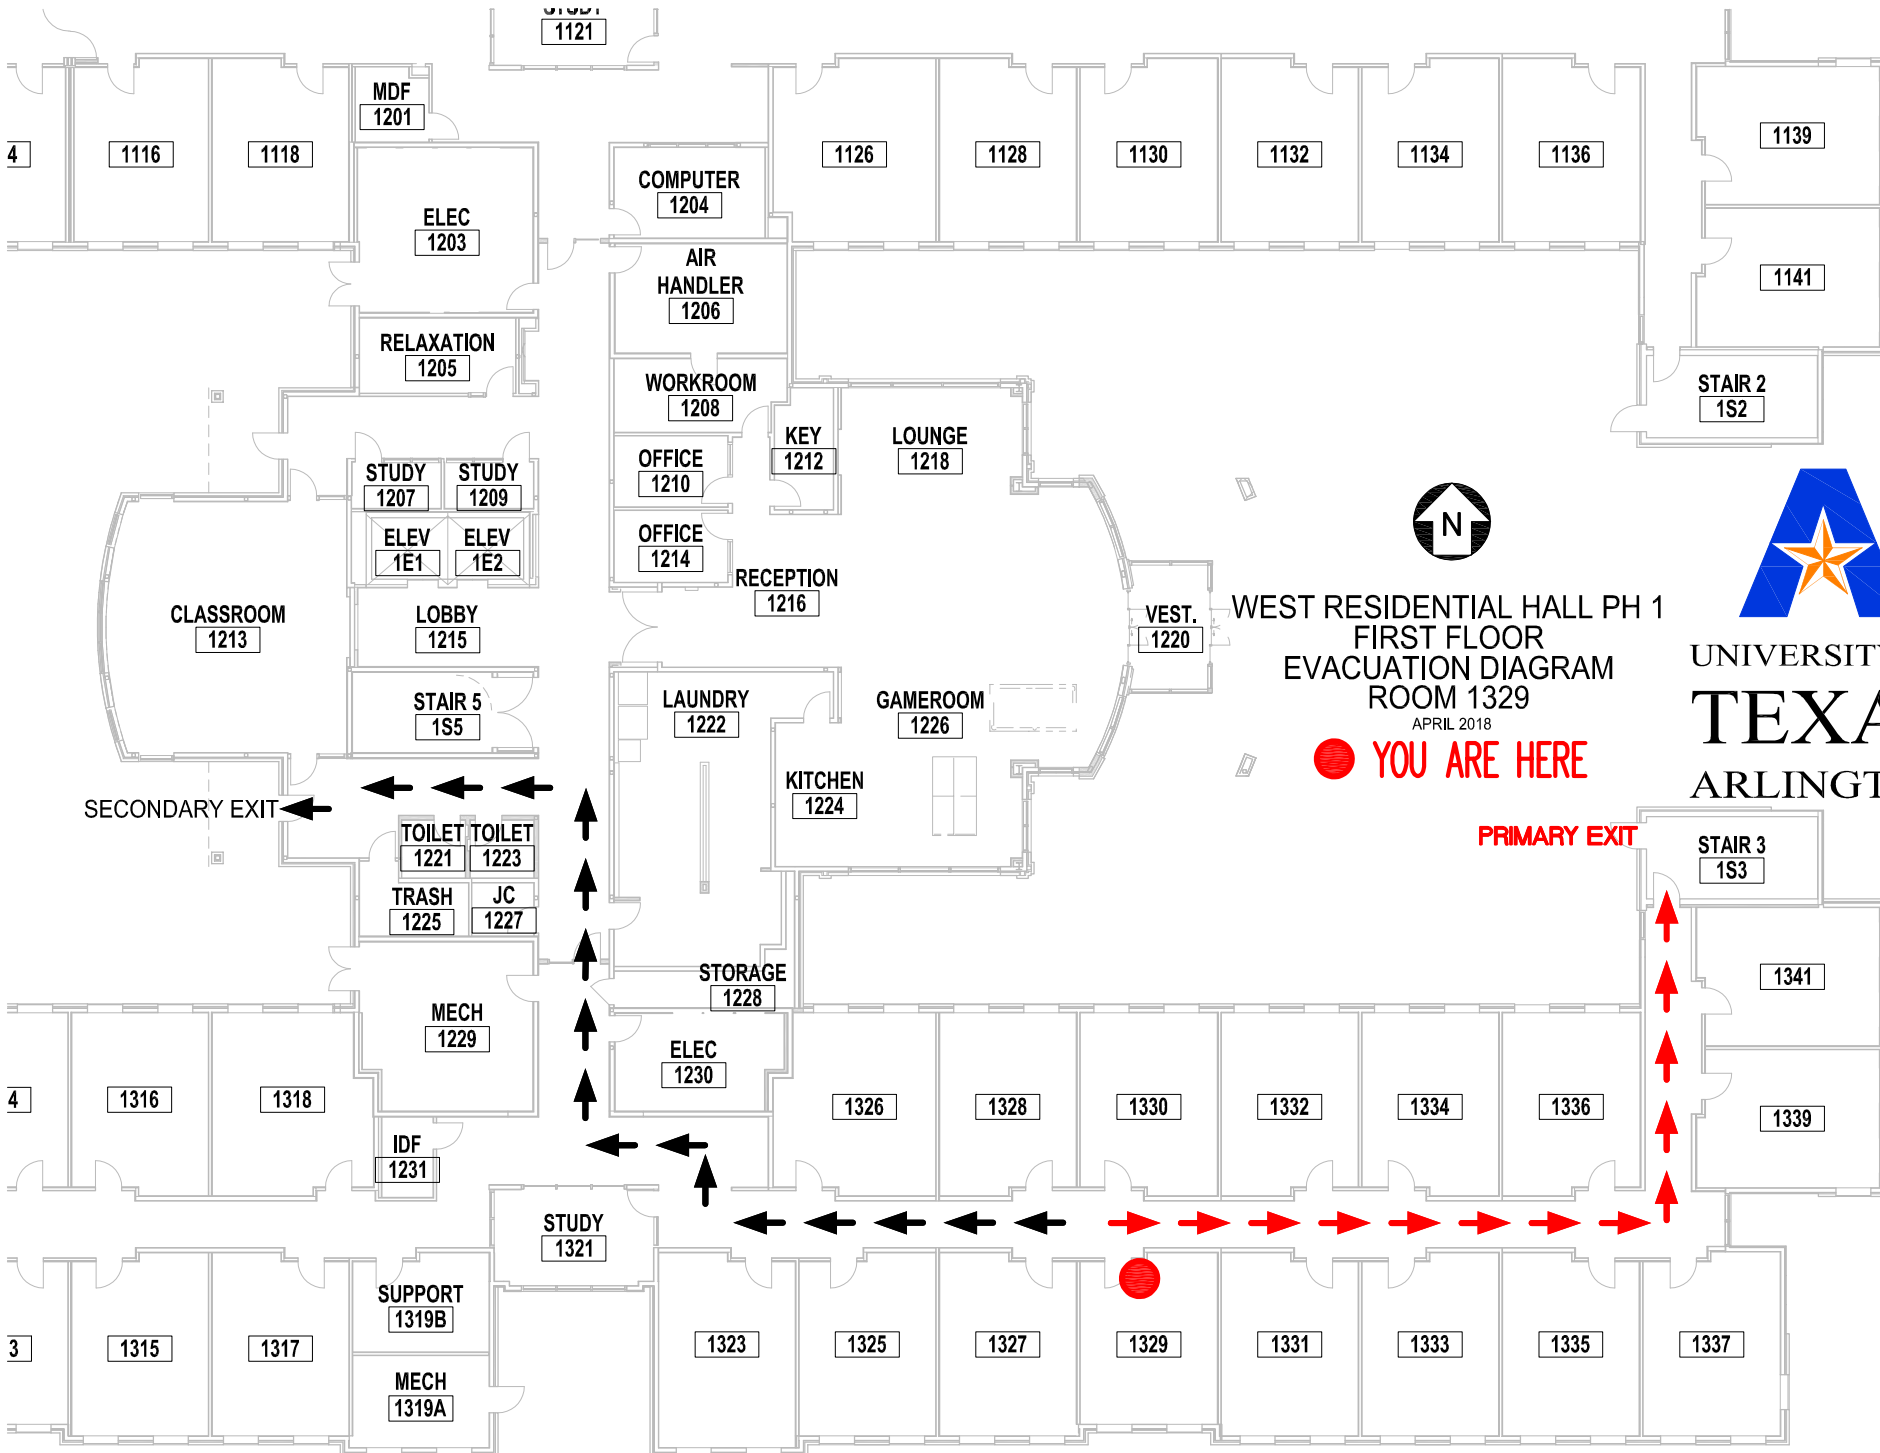 1121
MDF
1201
4
1116
1118
1126
1128
1130
1132
1134
1136
1139
COMPUTER
1204
ELEC
1203
AIR
HANDLER
1206
1141
RELAXATION
1205
WORKROOM
1208
STAIR 2
1S2
KEY
1212
LOUNGE
1218
OFFICE
1210
STUDY
1207
STUDY
1209
ELEV
1E1
ELEV
1E2
OFFICE
1214
N
RECEPTION
1216
CLASSROOM
1213
LOBBY
1215
VEST.
1220
WEST RESIDENTIAL HALL PH 1
FIRST FLOOR
EVACUATION DIAGRAM
ROOM 1329
APRIL 2018
YOU ARE HERE
UNIVERSITY
TEXA
ARLINGT
STAIR 5
1S5
LAUNDRY
1222
GAMEROOM
1226
KITCHEN
1224
SECONDARY EXIT
PRIMARY EXIT
STAIR 3
1S3
TOILET
1221
TOILET
1223
TRASH
1225
JC
1227
STORAGE
1228
1341
MECH
1229
ELEC
1230
4
1316
1318
1326
1328
1330
1332
1334
1336
1339
IDF
1231
STUDY
1321
SUPPORT
1319B
3
1315
1317
1323
1325
1327
1329
1331
1333
1335
1337
MECH
1319A